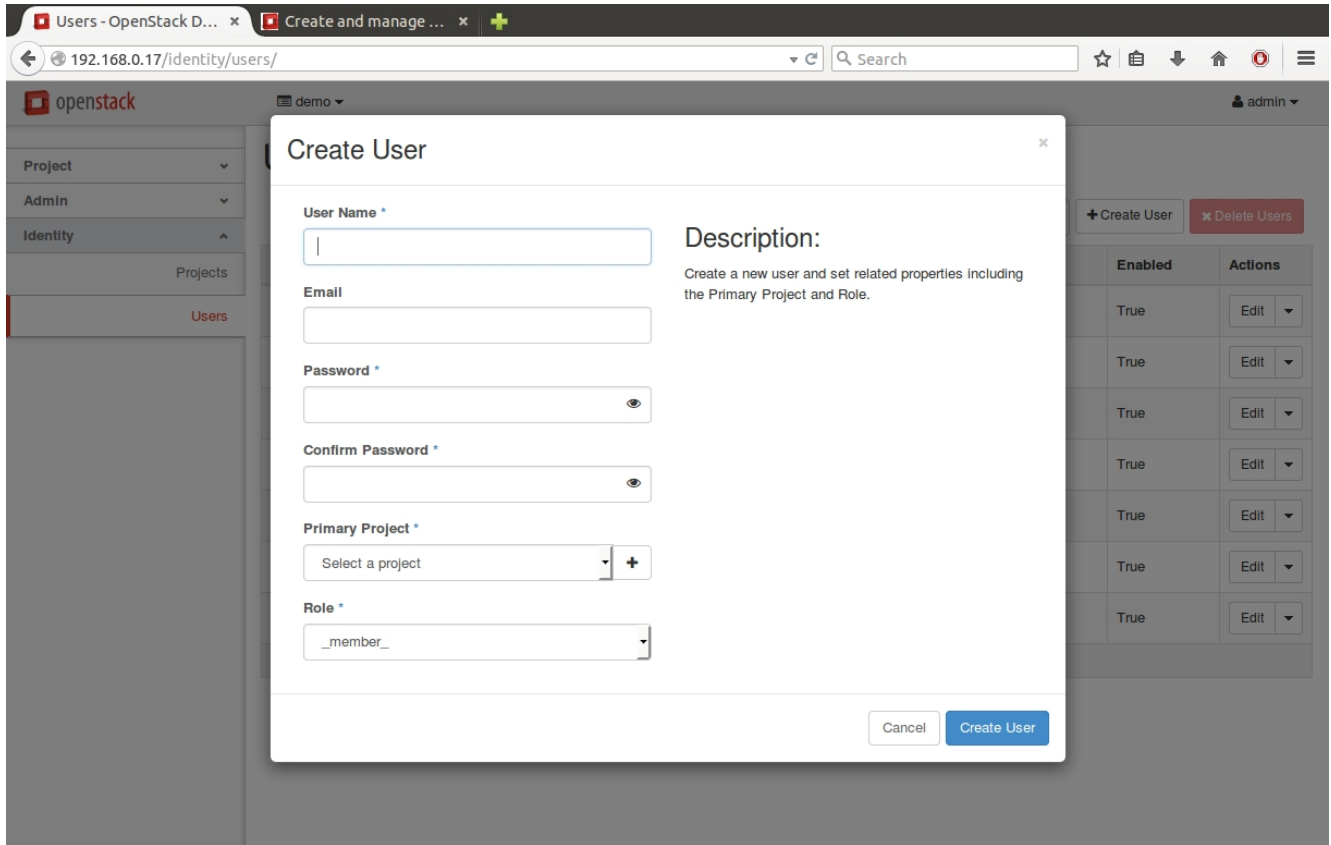 Users - OpenStack D... ×
Create and manage ... ×
192.168.0.17/identity/users/
Search
openstack
demo
admin
Create User
×
Project
Admin
Identity
Projects
Users
User Name *
Email
Password *
Confirm Password *
Primary Project *
Select a project
+
Role *
_member_
Description:
Create a new user and set related properties including
the Primary Project and Role.
Cancel
Create User
+ Create User
× Delete Users
Enabled Actions
True Edit
True Edit
True Edit
True Edit
True Edit
True Edit
True Edit